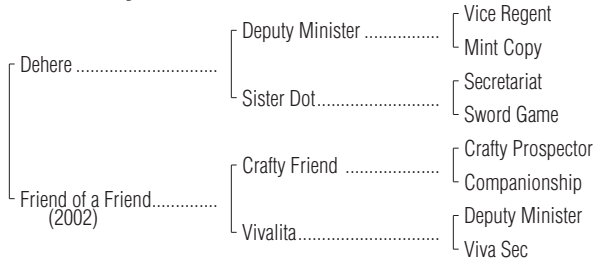 Vice Regent
Deputy Minister ................
Mint Copy
Dehere ..............................
Secretariat
Sister Dot..........................
Sword Game
Crafty Prospector
Crafty Friend ....................
Companionship
Friend of a Friend..............
(2002)
Deputy Minister
Vivalita..............................
Viva Sec